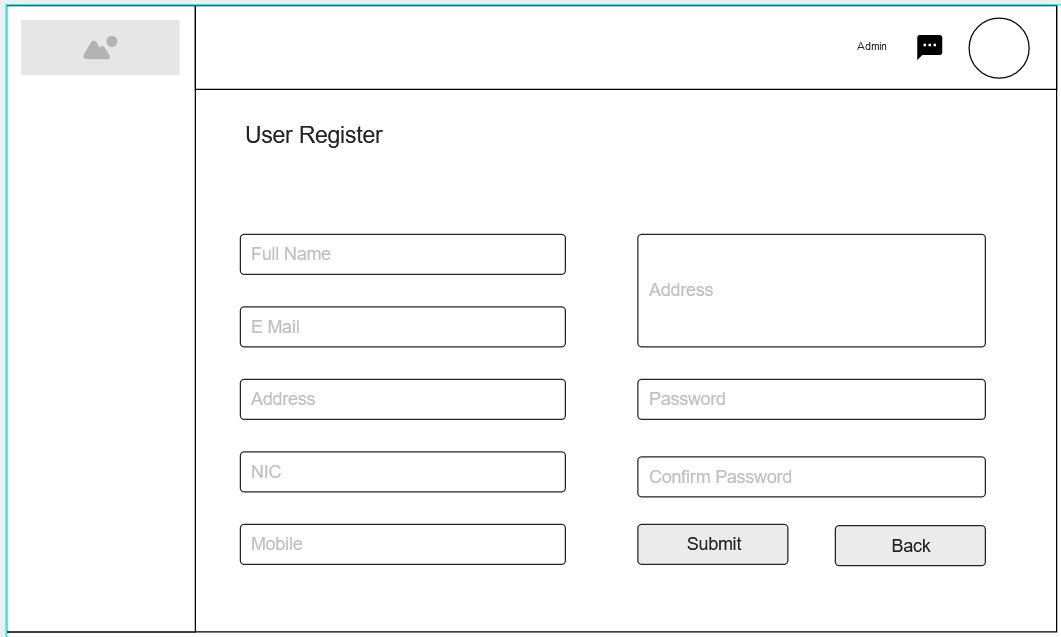 Admin
User Register
Full Name
E Mail
Address
NIC
Mobile
Address
Password
Confirm Password
Submit
Back